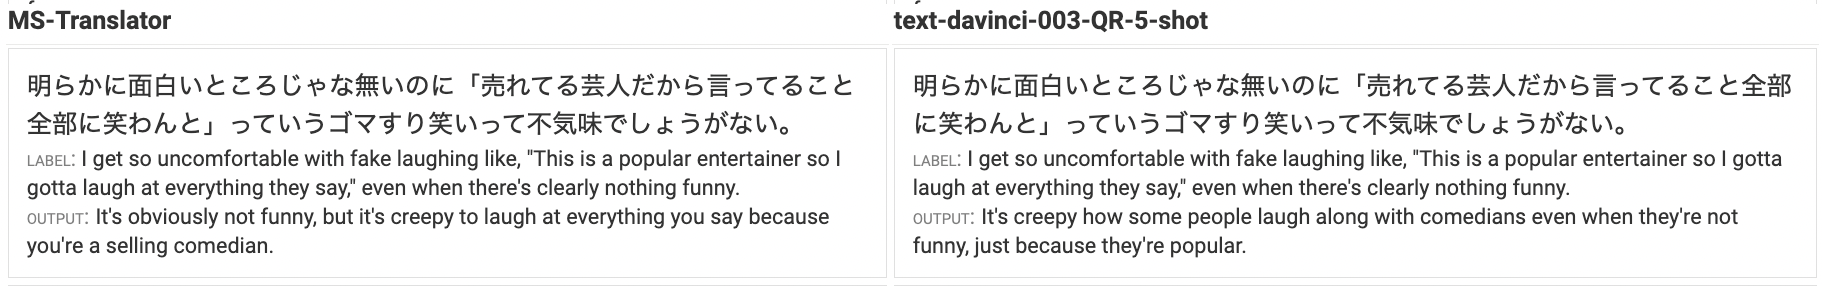 MS-Translator
明らかに面白いところじゃな無いのに「売れてる芸人だから言ってること
全部に笑わんと」っていうゴマすり笑いって不気味でしょうがない。
LABEL: I get so uncomfortable with fake laughing like, "This is a popular entertainer so I
gotta laugh at everything they say," even when there's clearly nothing funny.
OUTPUT: It's obviously not funny, but it's creepy to laugh at everything you say because
you're a selling comedian.
text-davinci-003-QR-5-shot
明らかに面白いところじゃな無いのに「売れてる芸人だから言ってること全部
に笑わんと」っていうゴマすり笑いって不気味でしょうがない。
LABEL: I get so uncomfortable with fake laughing like, "This is a popular entertainer so I gotta
laugh at everything they say," even when there's clearly nothing funny.
OUTPUT: It's creepy how some people laugh along with comedians even when they're not
funny, just because they're popular.